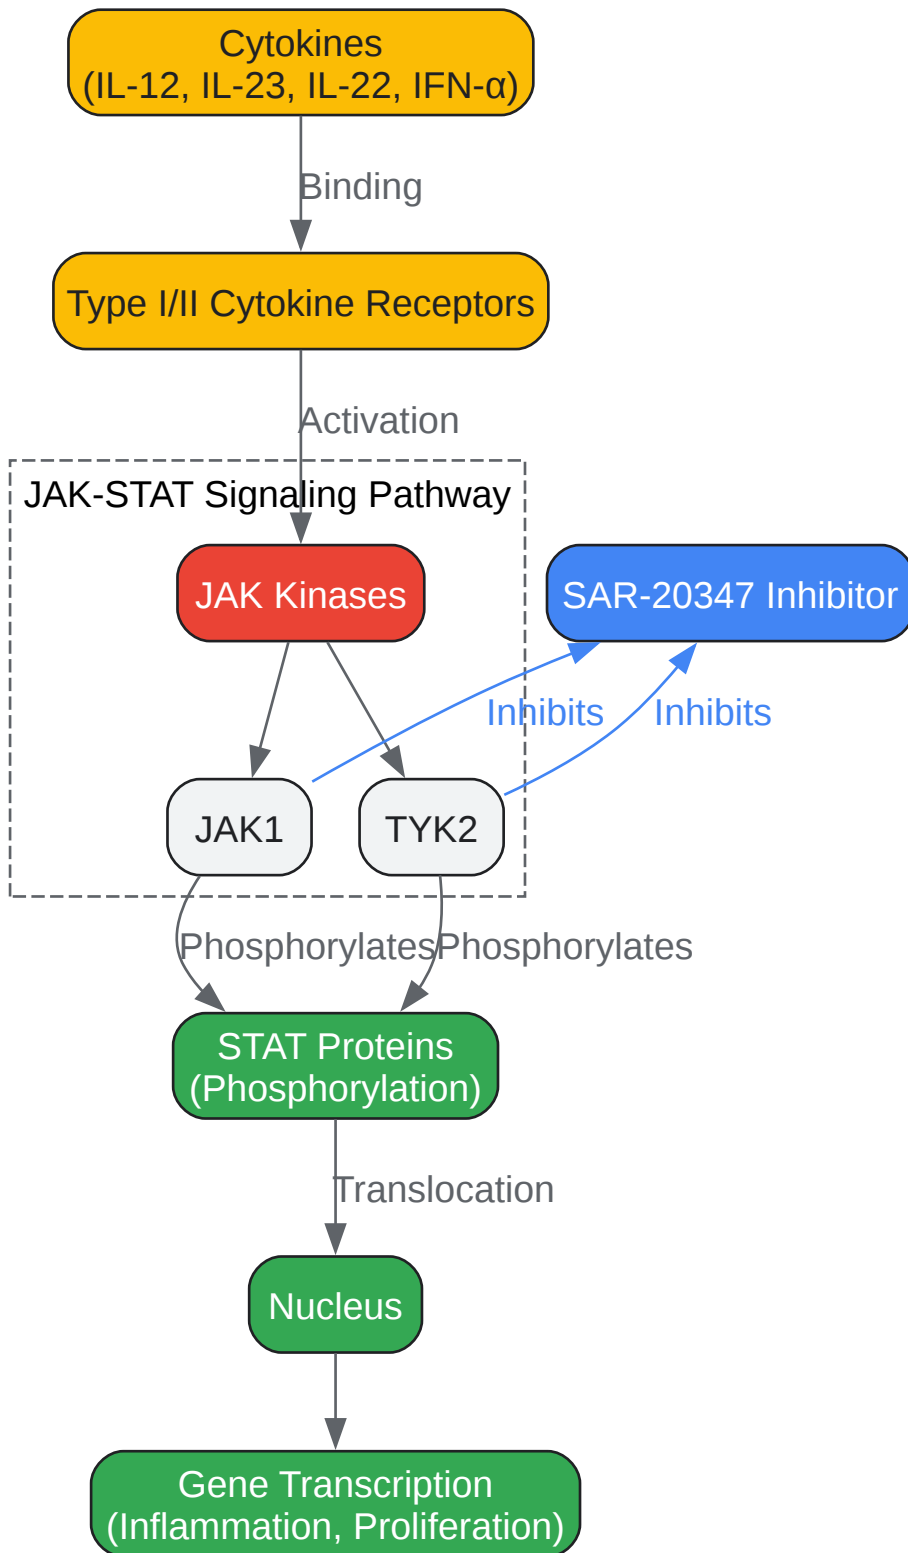 Cytokines
(IL-12, IL-23, IL-22, IFN-α)
Binding
Type I/II Cytokine Receptors
Activation
JAK-STAT Signaling Pathway
JAK Kinases
SAR-20347 Inhibitor
Inhibits
Inhibits
JAK1
TYK2
Phosphorylates
Phosphorylates
STAT Proteins
(Phosphorylation)
Translocation
Nucleus
Gene Transcription
(Inflammation, Proliferation)